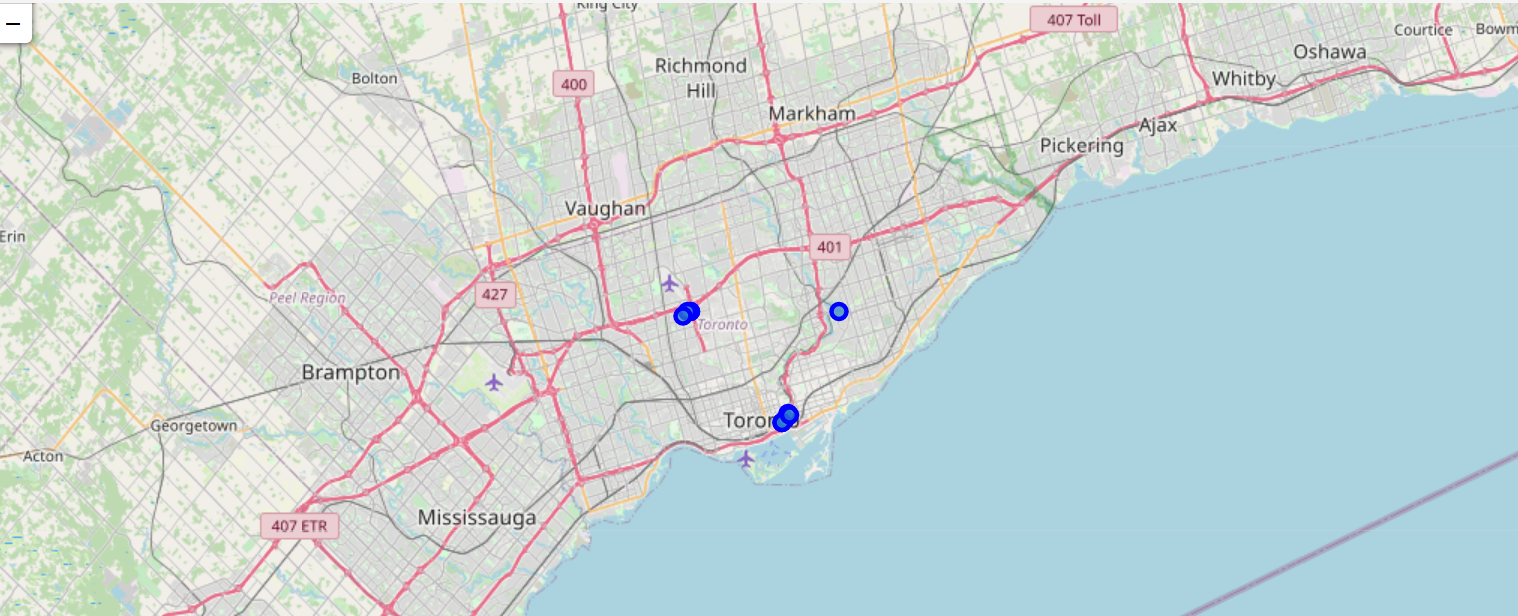 King City
407 Toll
Courtice
Bowm
Oshawa
Richmond
Hill
Bolton
400
Whitby
Markham
Ajax
Pickering
Vaughan
Erin
401
Peel Region
427
Toronto
Brampton
Toron
Georgetown
Acton
Mississauga
407 ETR